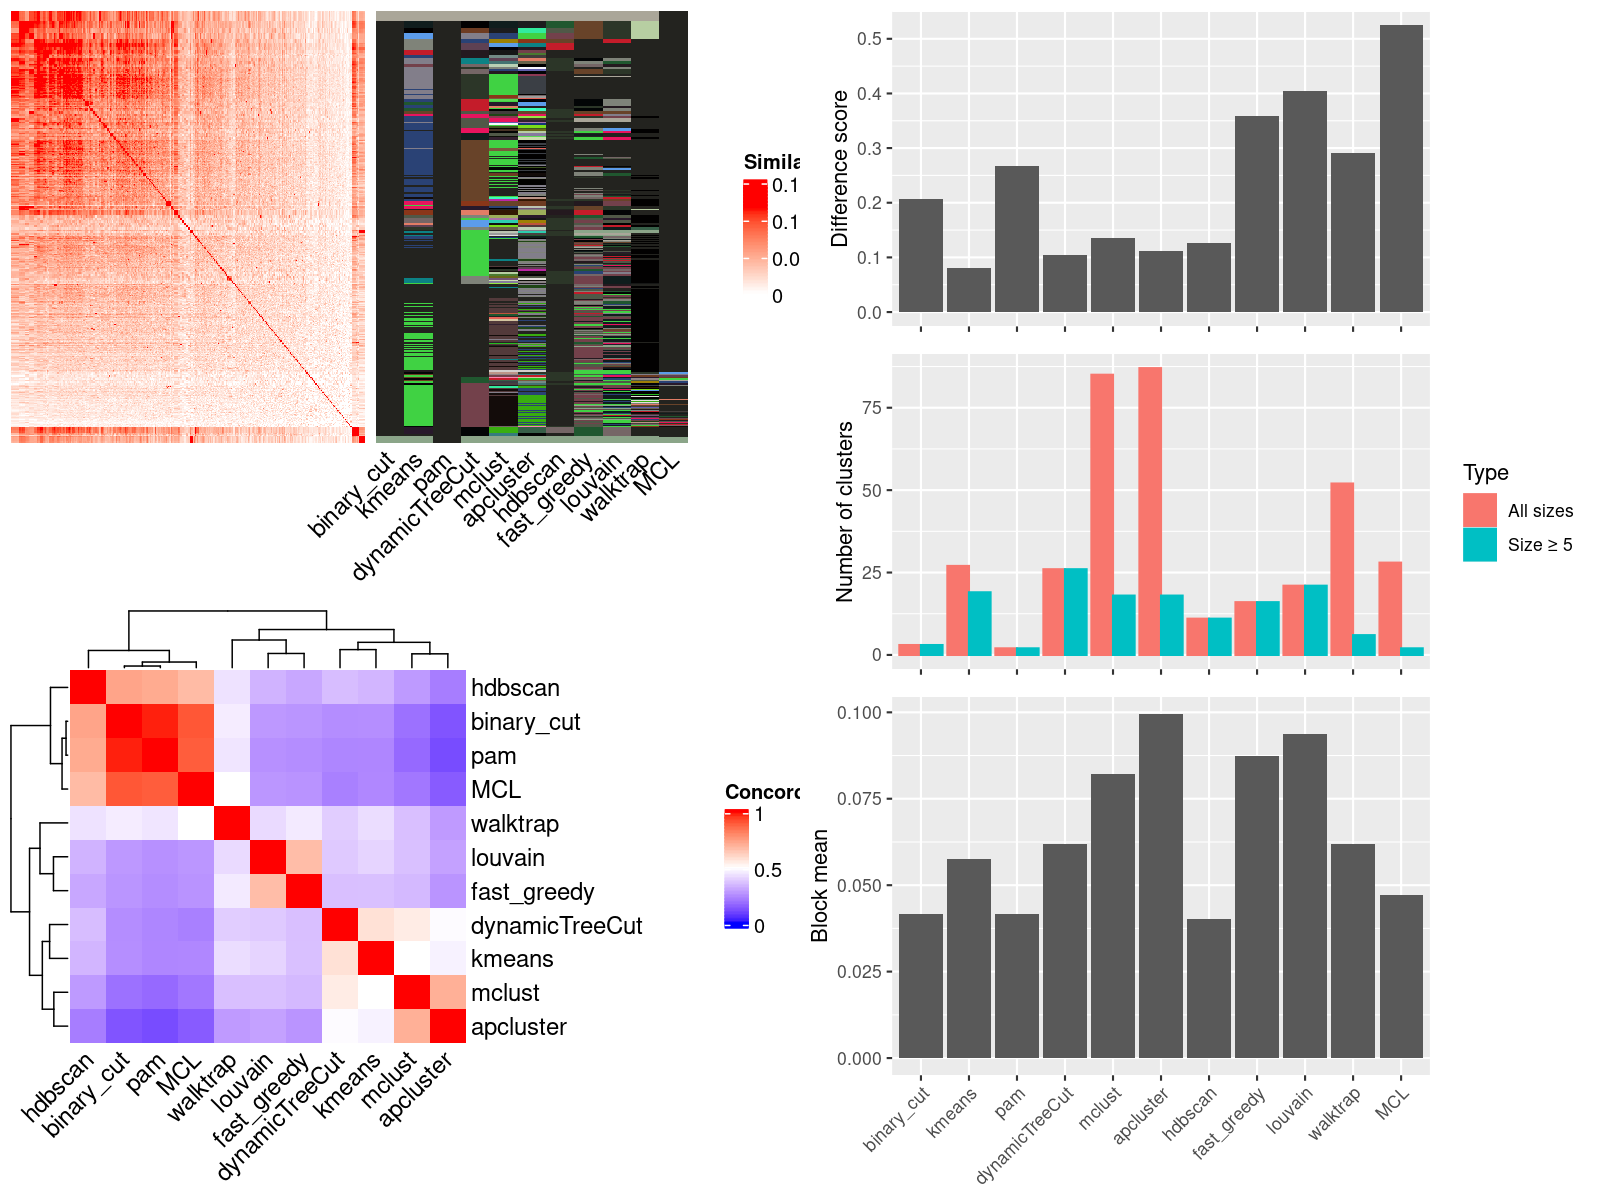 Simila
0.1
0.1
0.0
0
binary_cut
kmeans
pam
dynamicTreeCut
mclust
apcluster
hdbscan
fast_greedy
louvain
walktrap
MCL
hdbscan
binary_cut
pam
MCL
walktrap
louvain
fast_greedy
dynamicTreeCut
kmeans
mclust
apcluster
hdbscan
binary_cut
pam
MCL
walktrap
louvain
fast_greedy
dynamicTreeCut
kmeans
mclust
apcluster
Concord
1
0.5
0
Difference score
0.5
0.4
0.3
0.2
0.1
0.0
Number of clusters
75
50
25
0
Type
All sizes
Size ≥ 5
Block mean
0.100
0.075
0.050
0.025
0.000
binary_cut
kmeans
pam
dynamicTreeCut
mclust
apcluster
hdbscan
fast_greedy
louvain
walktrap
MCL